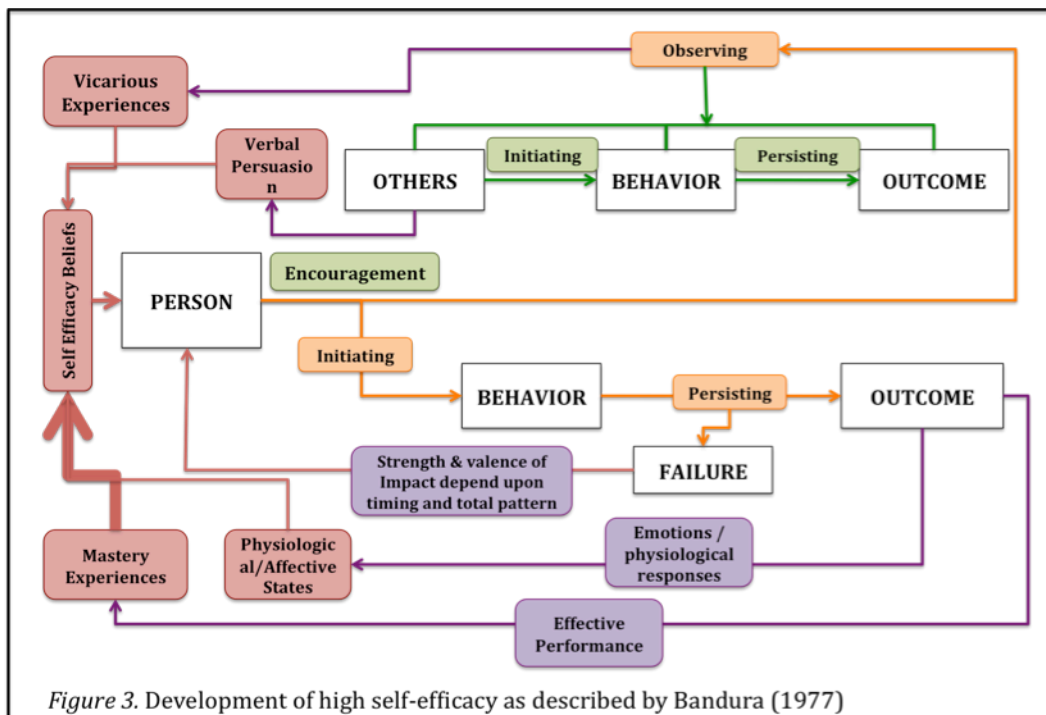 Observing
Vicarious
Experiences
Verbal
Persuasio
n
Initiating
Persisting
OTHERS
BEHAVIOR
OUTCOME
Self Efficacy Beliefs
Encouragement
PERSON
Initiating
BEHAVIOR
Persisting
OUTCOME
Strength & valence of
Impact depend upon
timing and total pattern
FAILURE
Mastery
Experiences
Physiologic
al/Affective
States
Emotions /
physiological
responses
Effective
Performance
Figure 3. Development of high self-efficacy as described by Bandura (1977)